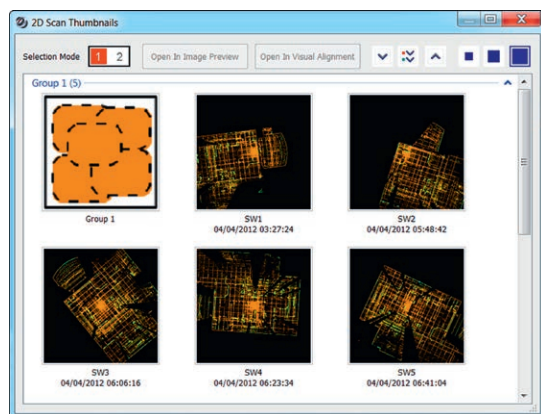 2D Scan Thumbnails
Selection Mode 1 2 Open In Image Preview Open In Visual Alignment
Group 1 (5)
Group 1
SW1
04/04/2012 03:27:24
SW2
04/04/2012 05:48:42
SW3
04/04/2012 06:06:16
SW4
04/04/2012 06:23:34
SW5
04/04/2012 06:41:04